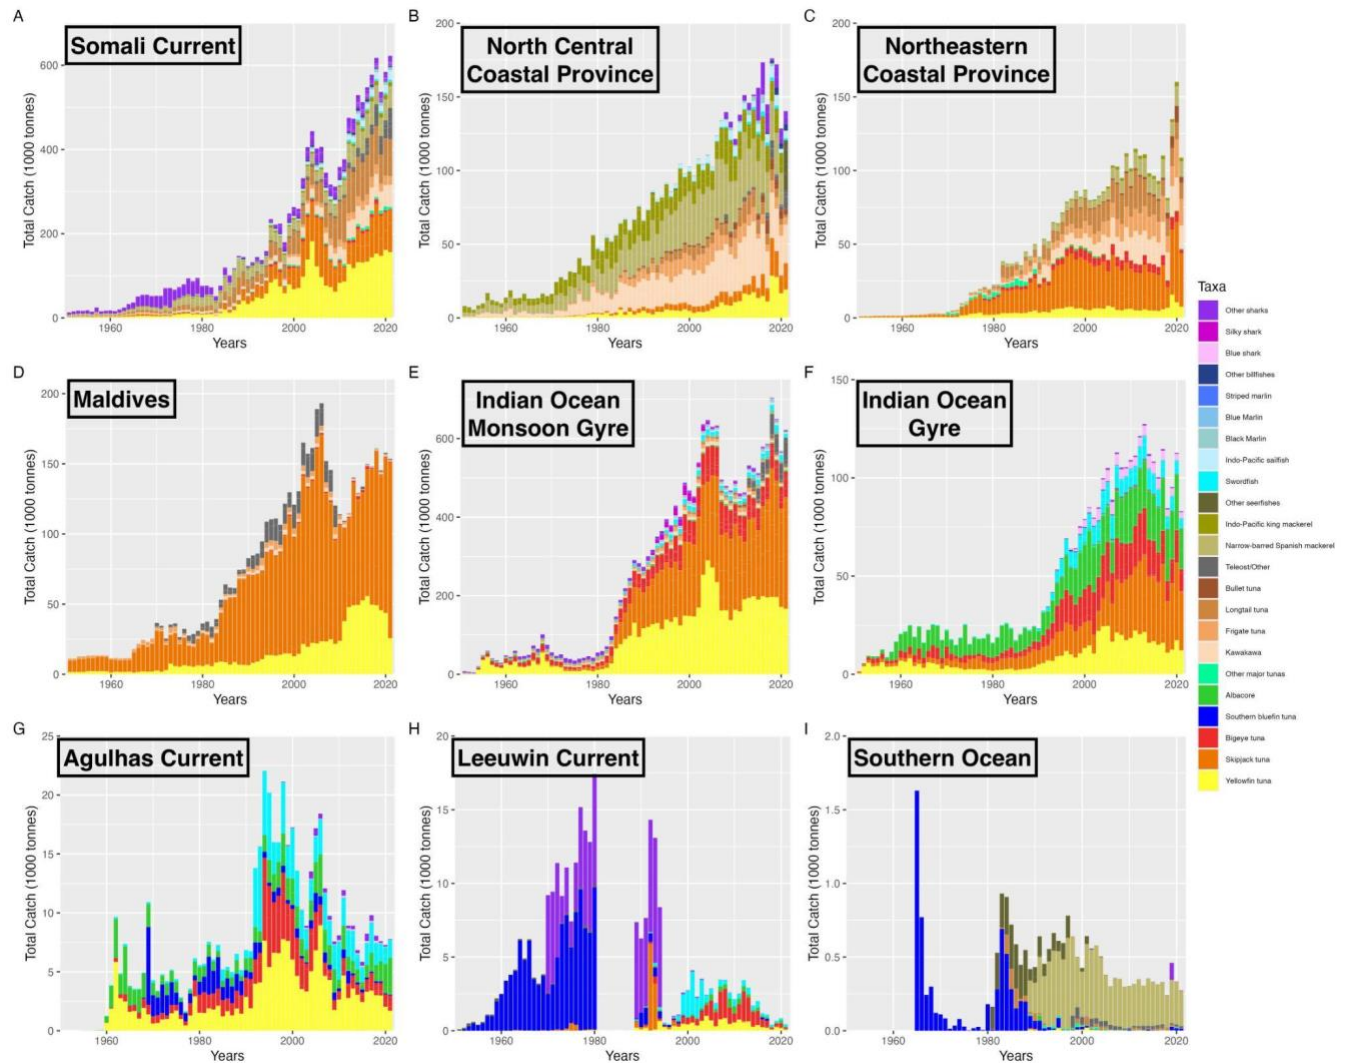 A
Somali Current
Total Catch (1000 tonnes)
600
400
200
0
1960
1980
2000
2020
Years
B
North Central
Coastal Province
Total Catch (1000 tonnes)
200
150
100
50
0
1960
1980
2000
2020
Years
C
Northeastern
Coastal Province
Total Catch (1000 tonnes)
200
150
100
50
0
1960
1980
2000
2020
Years
D
Maldives
Total Catch (1000 tonnes)
200
150
100
50
0
1960
1980
2000
2020
Years
E
Indian Ocean
Monsoon Gyre
Total Catch (1000 tonnes)
600
400
200
0
1960
1980
2000
2020
Years
F
Indian Ocean
Gyre
Total Catch (1000 tonnes)
150
100
50
0
1960
1980
2000
2020
Years
G
Agulhas Current
Total Catch (1000 tonnes)
25
20
15
10
5
0
1960
1980
2000
2020
Years
H
Leeuwin Current
Total Catch (1000 tonnes)
20
15
10
5
0
1960
1980
2000
2020
Years
I
Southern Ocean
Total Catch (1000 tonnes)
2.0
1.5
1.0
0.5
0.0
1960
1980
2000
2020
Years
Taxa
Other sharks
Silky shark
Blue shark
Other billfishes
Striped marlin
Blue Marlin
Black Marlin
Indo-Pacific sailfish
Swordfish
Other seerfishes
Indo-Pacific king mackerel
Narrow-barred Spanish mackerel
Teleost/Other
Bullet tuna
Longtail tuna
Frigate tuna
Kawakawa
Other major tunas
Albacore
Southern bluefin tuna
Bigeye tuna
Skipjack tuna
Yellowfin tuna